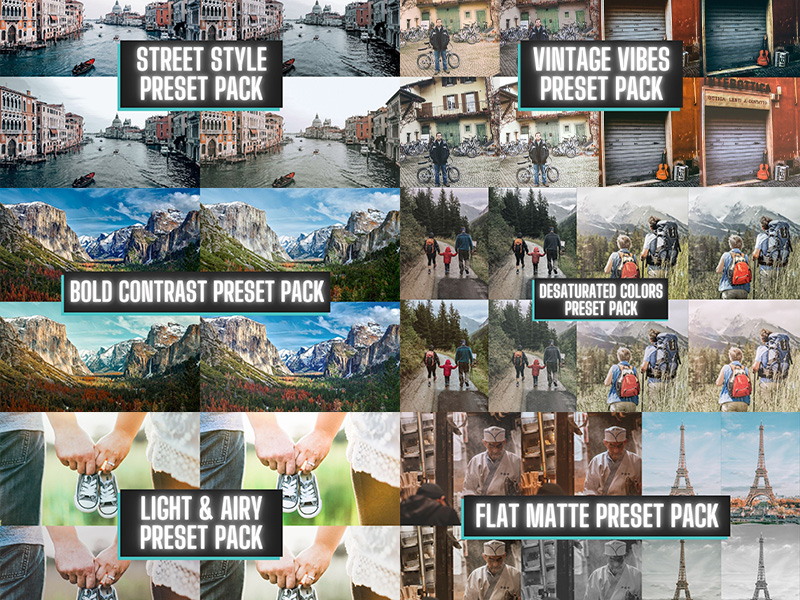 STREET STYLE
PRESET PACK
VINTAGE VIBES
PRESET PACK
BOLD CONTRAST PRESET PACK
DESATURATED COLORS
PRESET PACK
LIGHT & AIRY
PRESET PACK
FLAT MATTE PRESET PACK